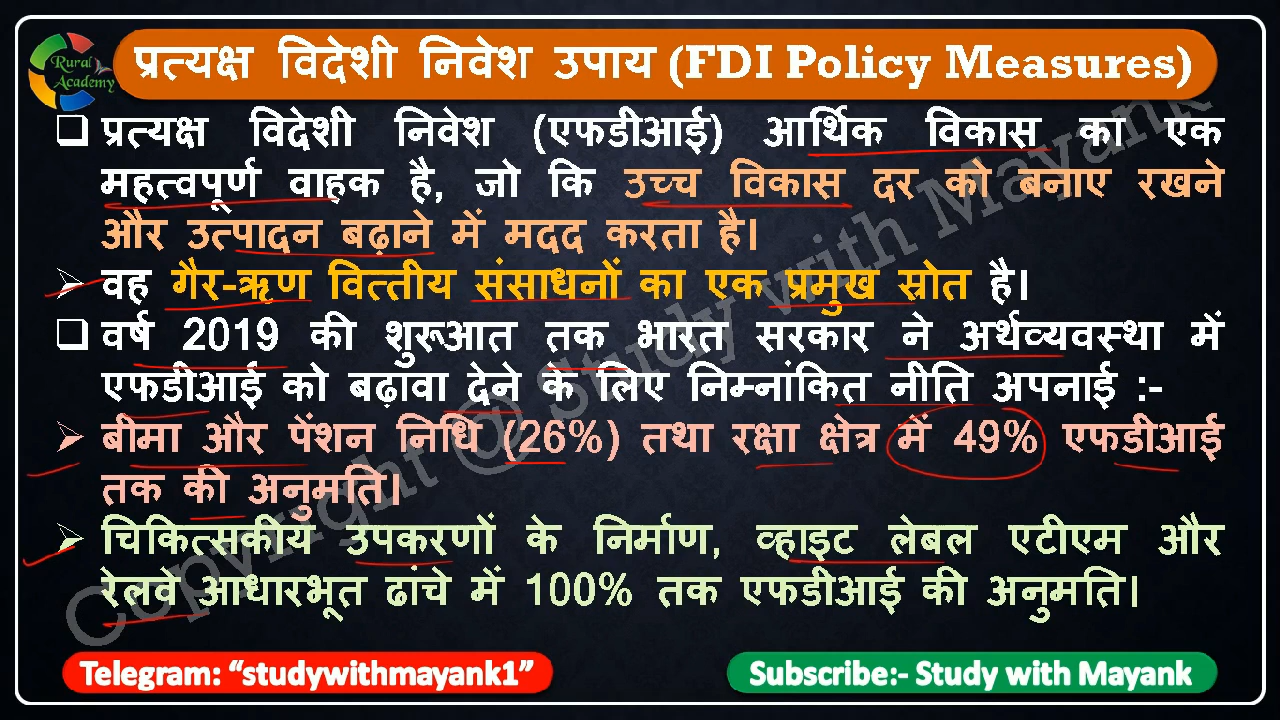 Rural
Academy
प्रत्यक्ष विदेशी निवेश उपाय (FDI Policy Measures)
प्रत्यक्ष विदेशी निवेश (एफडीआई) आर्थिक विकास का एक
महत्वपूर्ण वाहक है, जो कि उच्च विकास दर को बनाए रखने
और उत्पादन बढ़ाने में मदद करता है।
वह गैर-ऋण वित्तीय संसाधनों का एक प्रमुख स्रोत है।
वर्ष 2019 की शुरूआत तक भारत सरकार ने अर्थव्यवस्था में
एफडीआई को बढ़ावा देने के लिए निम्नांकित नीति अपनाई :-
बीमा और पेंशन निधि (26%) तथा रक्षा क्षेत्र में 49% एफडीआई
तक की अनुमति।
चिकित्सकीय उपकरणों के निर्माण, व्हाइट लेबल एटीएम और
रेलवे आधारभूत ढांचे में 100% तक एफडीआई की अनुमति।
Copyright @ Study with Mayank
Telegram: “studywithmayank1”
Subscribe:- Study with Mayank